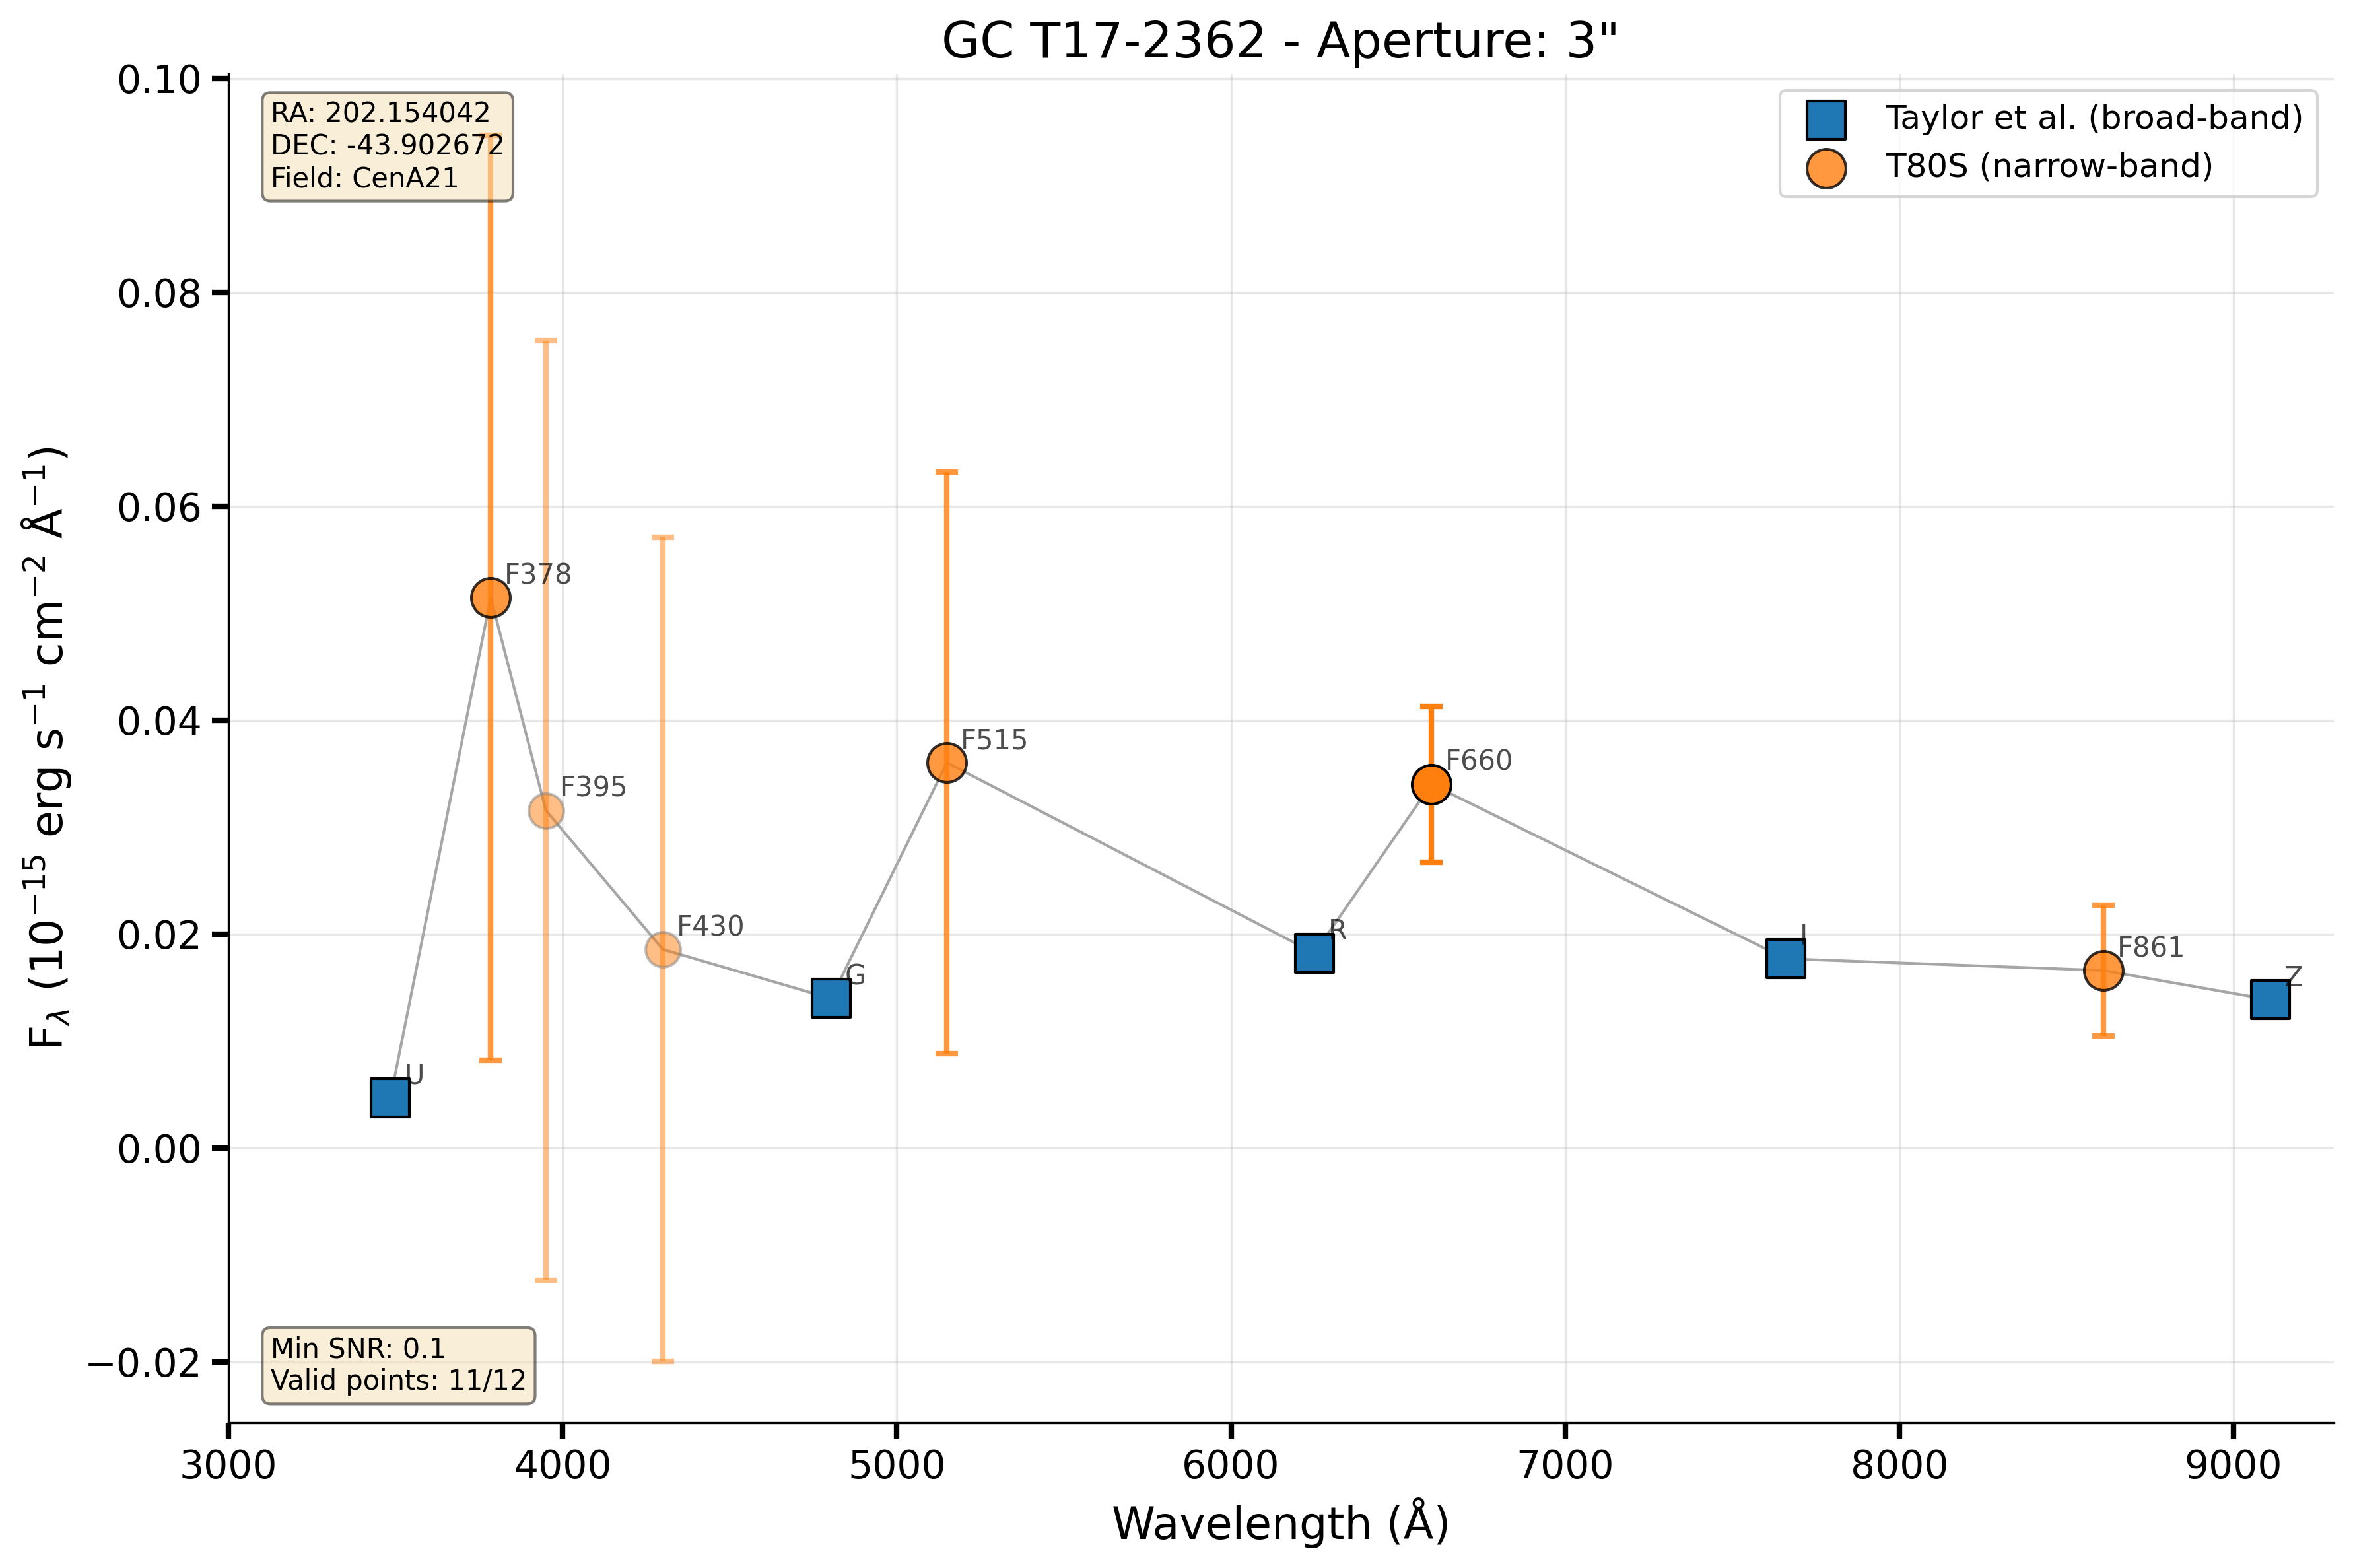 GC T17-2362 - Aperture: 3"
RA: 202.154042
DEC: -43.902672
Field: CenA21
Taylor et al. (broad-band)
T80S (narrow-band)
F$_{\lambda}$ (10$^{-15}$ erg s$^{-1}$ cm$^{-2}$ Å$^{-1}$)
0.10
0.08
0.06
0.04
0.02
0.00
−0.02
U
F378
F395
F430
G
F515
R
F660
I
F861
Z
Min SNR: 0.1
Valid points: 11/12
3000 4000 5000 6000 7000 8000 9000
Wavelength (Å)